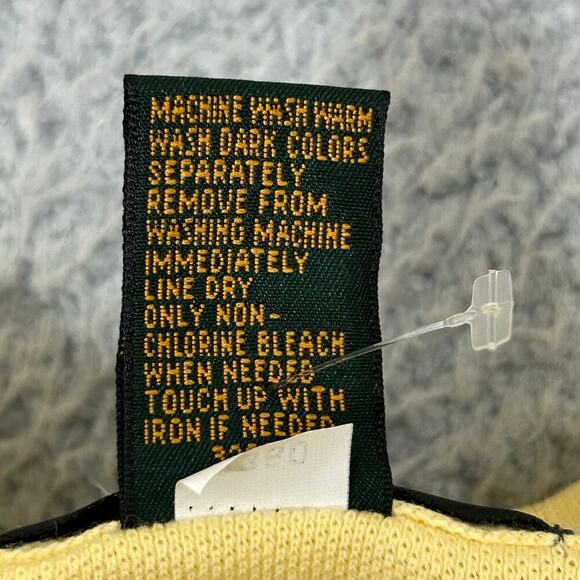 MACHINE WASH WARM
WASH DARK COLORS
SEPARATELY
REMOVE FROM
WASHING MACHINE
IMMEDIATELY
LINE DRY
ONLY NON-
CHLORINE BLEACH
WHEN NEEDED
TOUCH UP WITH
IRON IF NEEDED